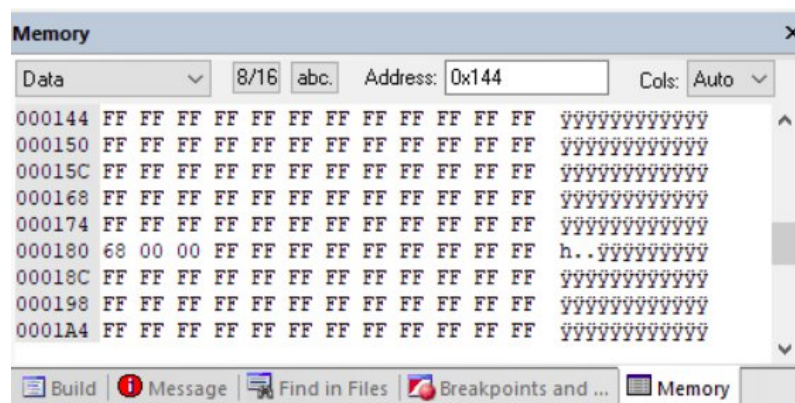 Memory
Data 8/16 abc. Address: 0x144 Cols: Auto
000144 FF FF FF FF FF FF FF FF FF FF FF FF ÿÿÿÿÿÿÿÿÿÿÿÿ
000150 FF FF FF FF FF FF FF FF FF FF FF FF ÿÿÿÿÿÿÿÿÿÿÿÿ
00015C FF FF FF FF FF FF FF FF FF FF FF FF ÿÿÿÿÿÿÿÿÿÿÿÿ
000168 FF FF FF FF FF FF FF FF FF FF FF FF ÿÿÿÿÿÿÿÿÿÿÿÿ
000174 FF FF FF FF FF FF FF FF FF FF FF FF ÿÿÿÿÿÿÿÿÿÿÿÿ
000180 68 00 00 FF FF FF FF FF FF FF FF FF h..ÿÿÿÿÿÿÿÿÿ
00018C FF FF FF FF FF FF FF FF FF FF FF FF ÿÿÿÿÿÿÿÿÿÿÿÿ
000198 FF FF FF FF FF FF FF FF FF FF FF FF ÿÿÿÿÿÿÿÿÿÿÿÿ
0001A4 FF FF FF FF FF FF FF FF FF FF FF FF ÿÿÿÿÿÿÿÿÿÿÿÿ
Build Message Find in Files Breakpoints and ... Memory